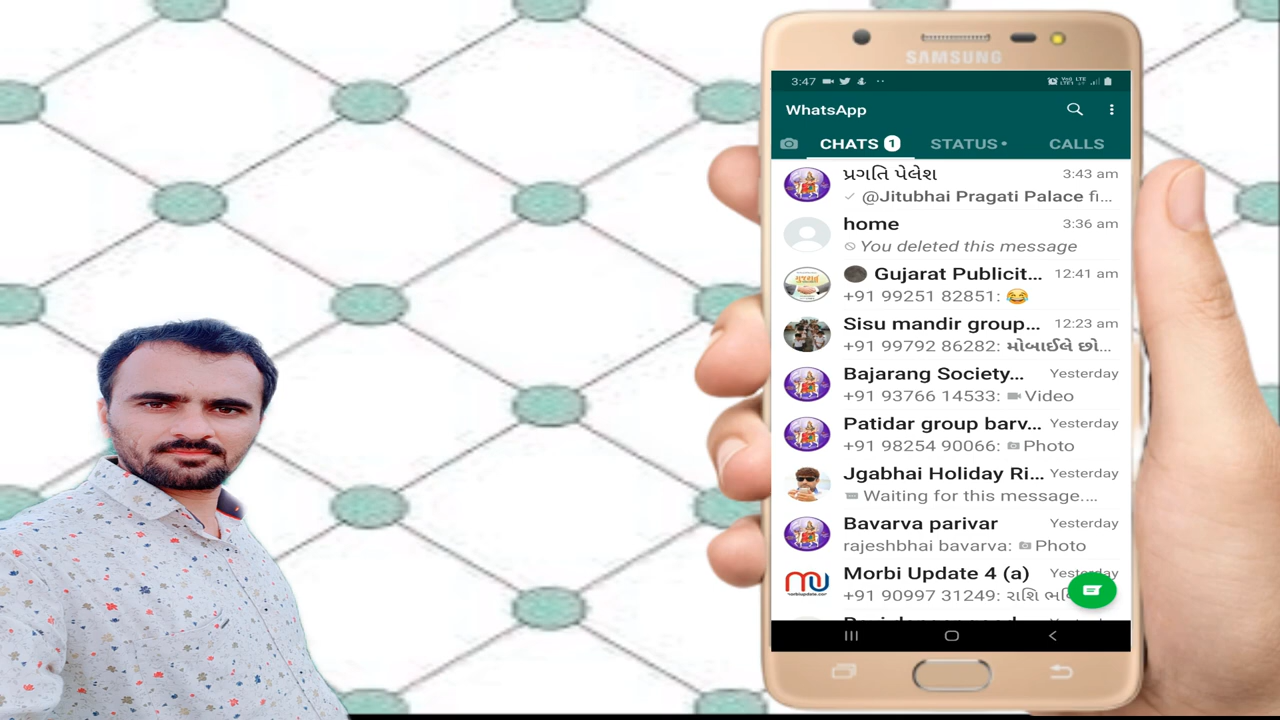 SAMSUNG
3:47
WhatsApp
CHATS 1 STATUS CALLS
પ્રગતિ પેલેશ 3:43 am
@Jitubhai Pragati Palace fi...
home 3:36 am
You deleted this message
Gujarat Publicit... 12:41 am
+91 99251 82851: 😂
Sisu mandir group... 12:23 am
+91 99792 86282: મોબાઈલે છો...
Bajarang Society... Yesterday
+91 93766 14533: Video
Patidar group barv... Yesterday
+91 98254 90066: Photo
Jgabhai Holiday Ri... Yesterday
Waiting for this message....
Bavarva parivar Yesterday
rajeshbhai bavarva: Photo
Morbi Update 4 (a) Yesterday
+91 90997 31249: રાશિ